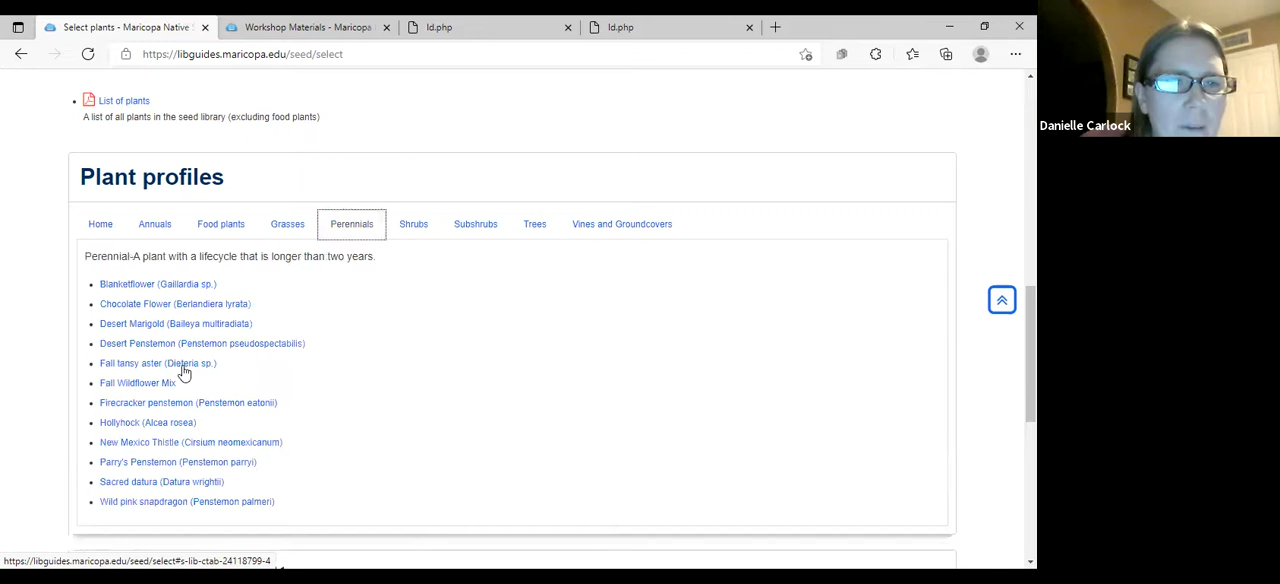 Select plants - Maricopa Native
Workshop Materials - Maricopa
ld.php
ld.php
https://libguides.maricopa.edu/seed/select
List of plants
A list of all plants in the seed library (excluding food plants)
Danielle Carlock
Plant profiles
Home Annuals Food plants Grasses Perennials Shrubs Subshrubs Trees Vines and Groundcovers
Perennial-A plant with a lifecycle that is longer than two years.
Blanketflower (Gaillardia sp.)
Chocolate Flower (Berlandiera lyrata)
Desert Marigold (Baileya multiradiata)
Desert Penstemon (Penstemon pseudospectabilis)
Fall tansy aster (Dieteria sp.)
Fall Wildflower Mix
Firecracker penstemon (Penstemon eatonii)
Hollyhock (Alcea rosea)
New Mexico Thistle (Cirsium neomexicanum)
Parry's Penstemon (Penstemon parryi)
Sacred datura (Datura wrightii)
Wild pink snapdragon (Penstemon palmeri)
https://libguides.maricopa.edu/seed/select#s-lib-ctab-24118799-4